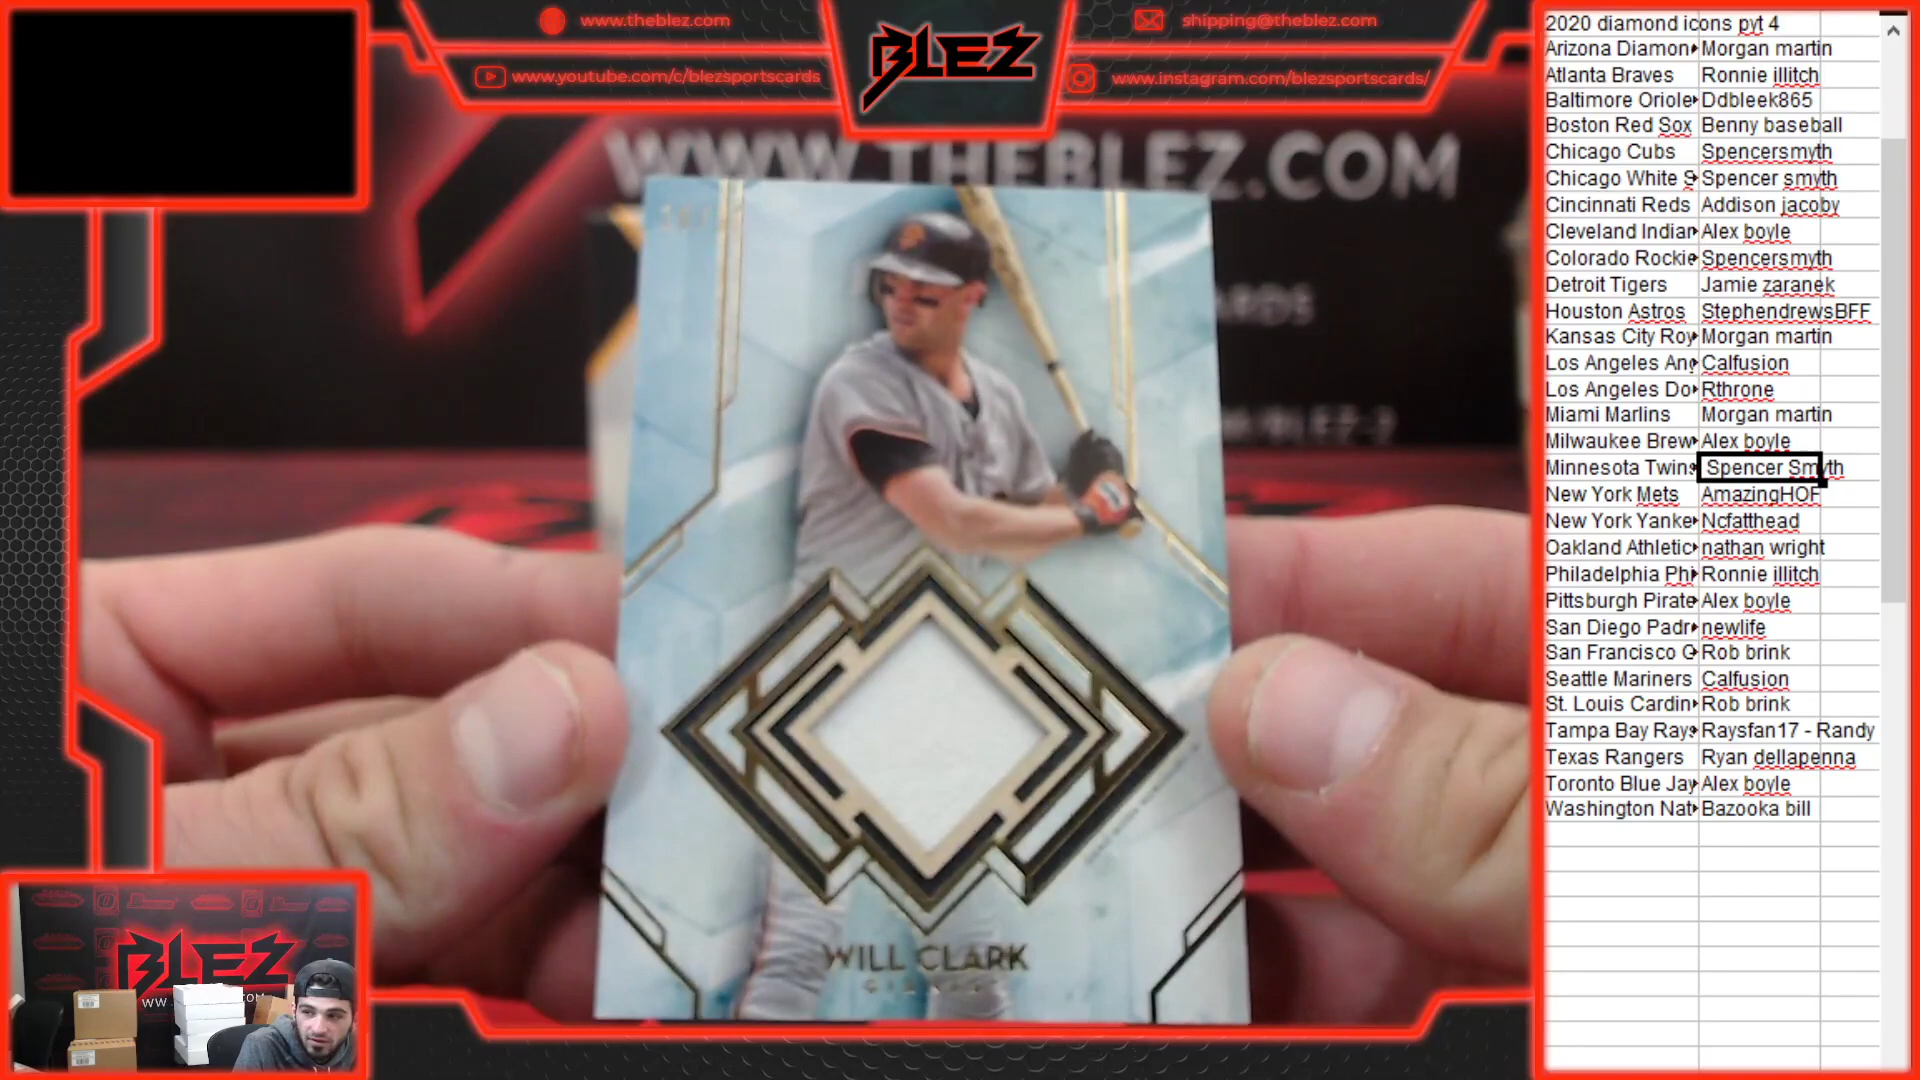 www.theblez.com
www.youtube.com/c/blezsportscards
BLEZ
shipping@theblez.com
www.instagram.com/blezsportscards/
WWW.THEBLEZ.COM
ARDS
M/BLEZ-2
WILL CLARK
GIANTS
BLEZ
WW
.COM
2020 diamond icons pyt 4
Arizona Diamon Morgan martin
Atlanta Braves Ronnie illitch
Baltimore Oriole Ddbleek865
Boston Red Sox Benny baseball
Chicago Cubs Spencersmyth
Chicago White S Spencer smyth
Cincinnati Reds Addison jacoby
Cleveland Indian Alex boyle
Colorado Rockie Spencersmyth
Detroit Tigers Jamie zaranek
Houston Astros StephendrewsBFF
Kansas City Roy Morgan martin
Los Angeles Ang Calfusion
Los Angeles Do Rthrone
Miami Marlins Morgan martin
Milwaukee Brew Alex boyle
Minnesota Twins Spencer Smyth
New York Mets AmazingHOF
New York Yanke Ncfatthead
Oakland Athletic nathan wright
Philadelphia Phi Ronnie illitch
Pittsburgh Pirate Alex boyle
San Diego Padr newlife
San Francisco G Rob brink
Seattle Mariners Calfusion
St. Louis Cardin Rob brink
Tampa Bay Rays Raysfan17 - Randy
Texas Rangers Ryan dellapenna
Toronto Blue Jay Alex boyle
Washington Nat Bazooka bill